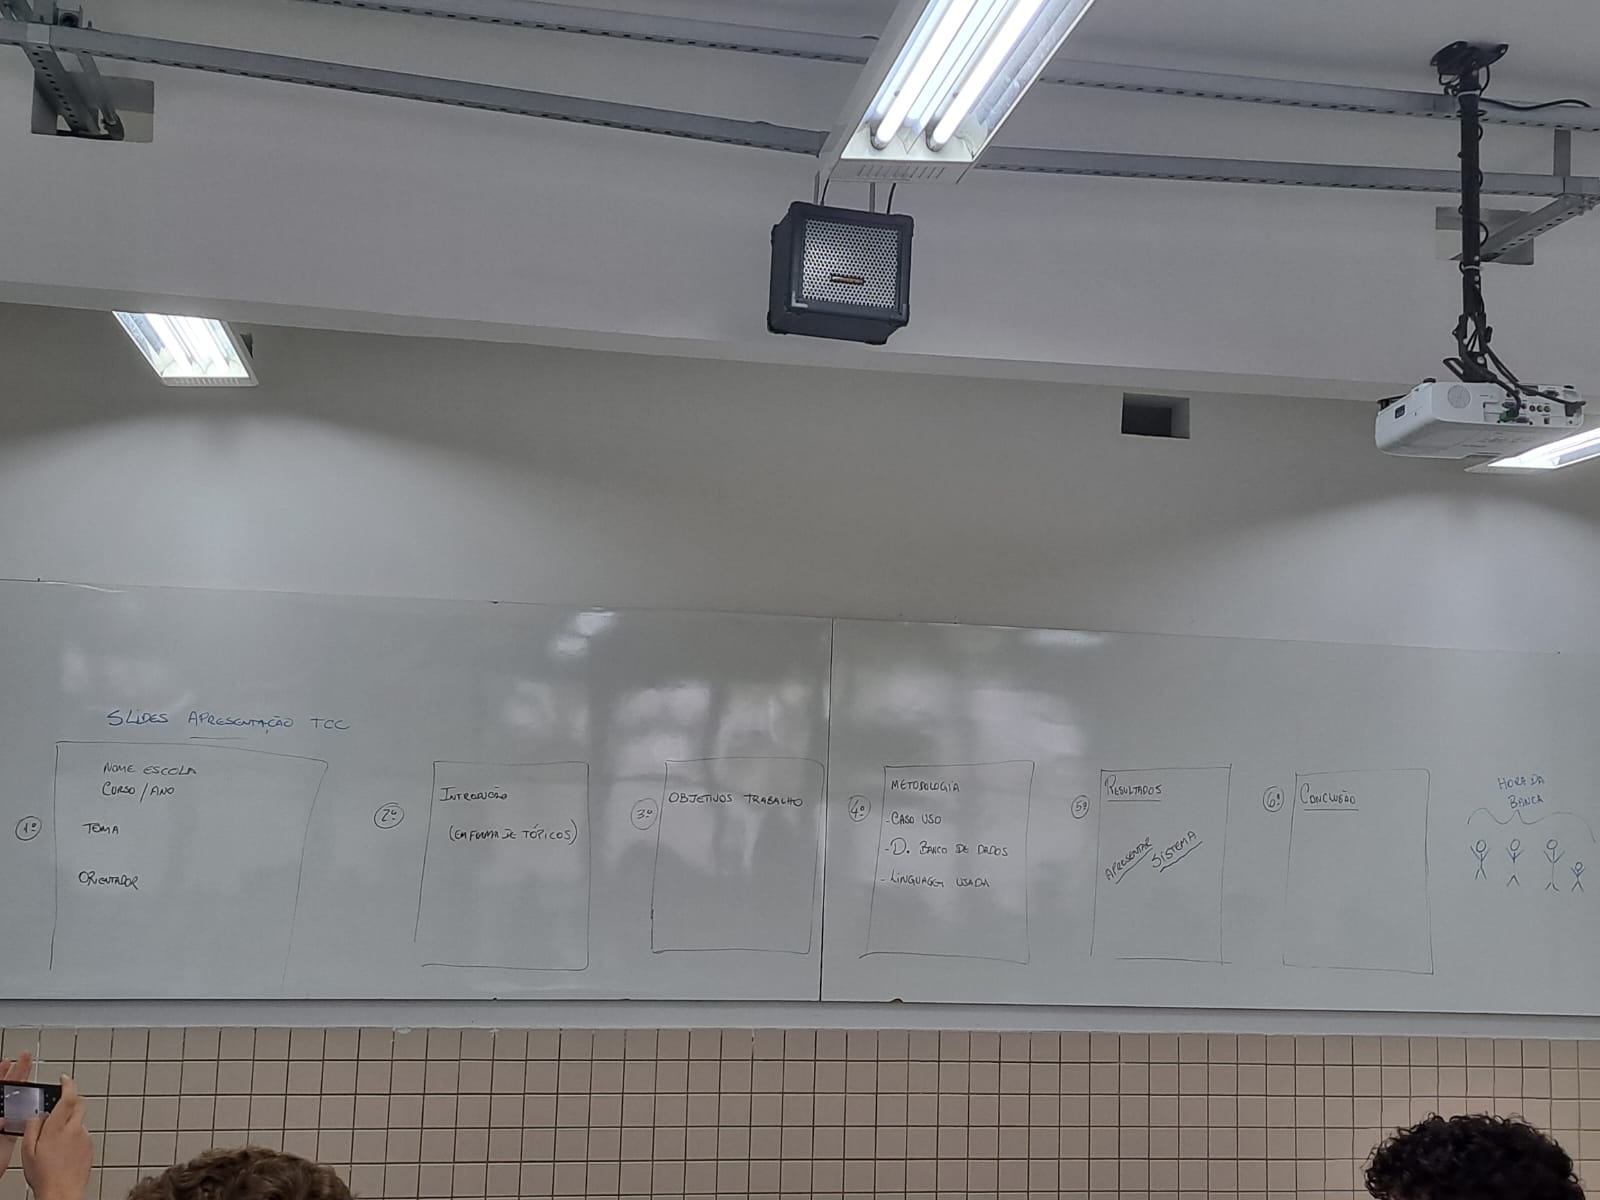 SLIDES APRESENTAÇÃO TCC
1º
NOME ESCOLA
CURSO / ANO
TEMA
ORIENTADOR
2º
INTRODUÇÃO
(EM FORMA DE TÓPICOS)
3º
OBJETIVOS TRABALHO
4º
METODOLOGIA
- CASO USO
- D. BANCO DE DADOS
- LINGUAGEM USADA
5º
RESULTADOS
APRESENTAR SISTEMA
6º
CONCLUSÃO
HORA DA
BANCA